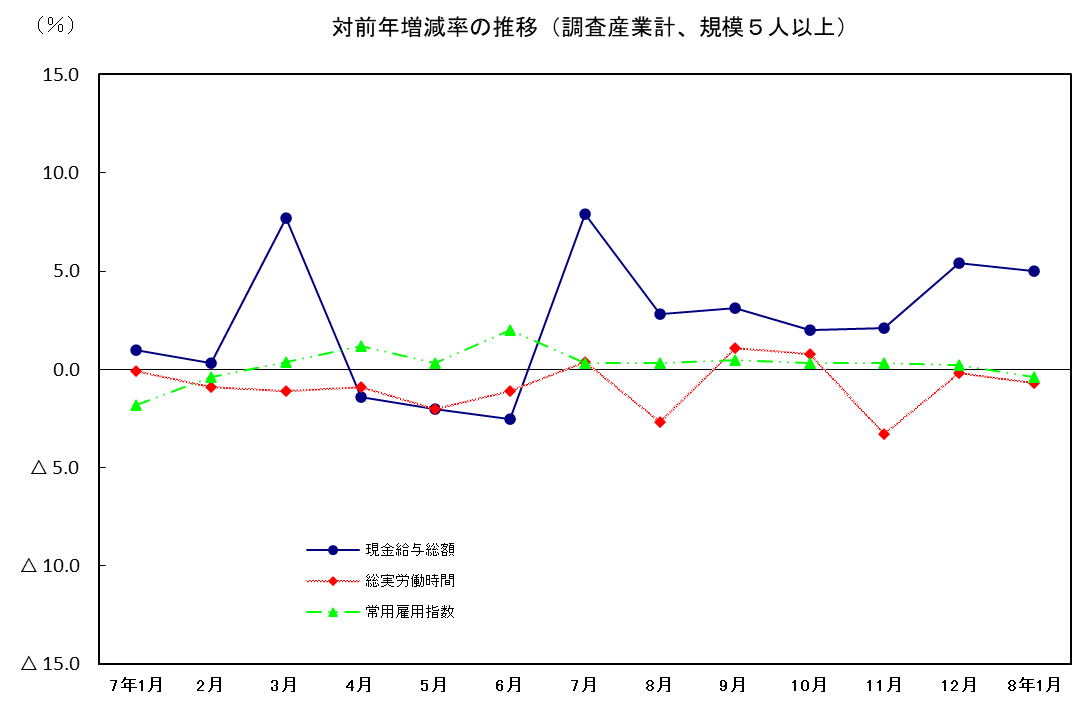 （%）
対前年増減率の推移（調査産業計、規模５人以上）
15.0
10.0
5.0
0.0
△ 5.0
△ 10.0
△ 15.0
現金給与総額
総実労働時間
常用雇用指数
7年1月 2月 3月 4月 5月 6月 7月 8月 9月 10月 11月 12月 8年1月